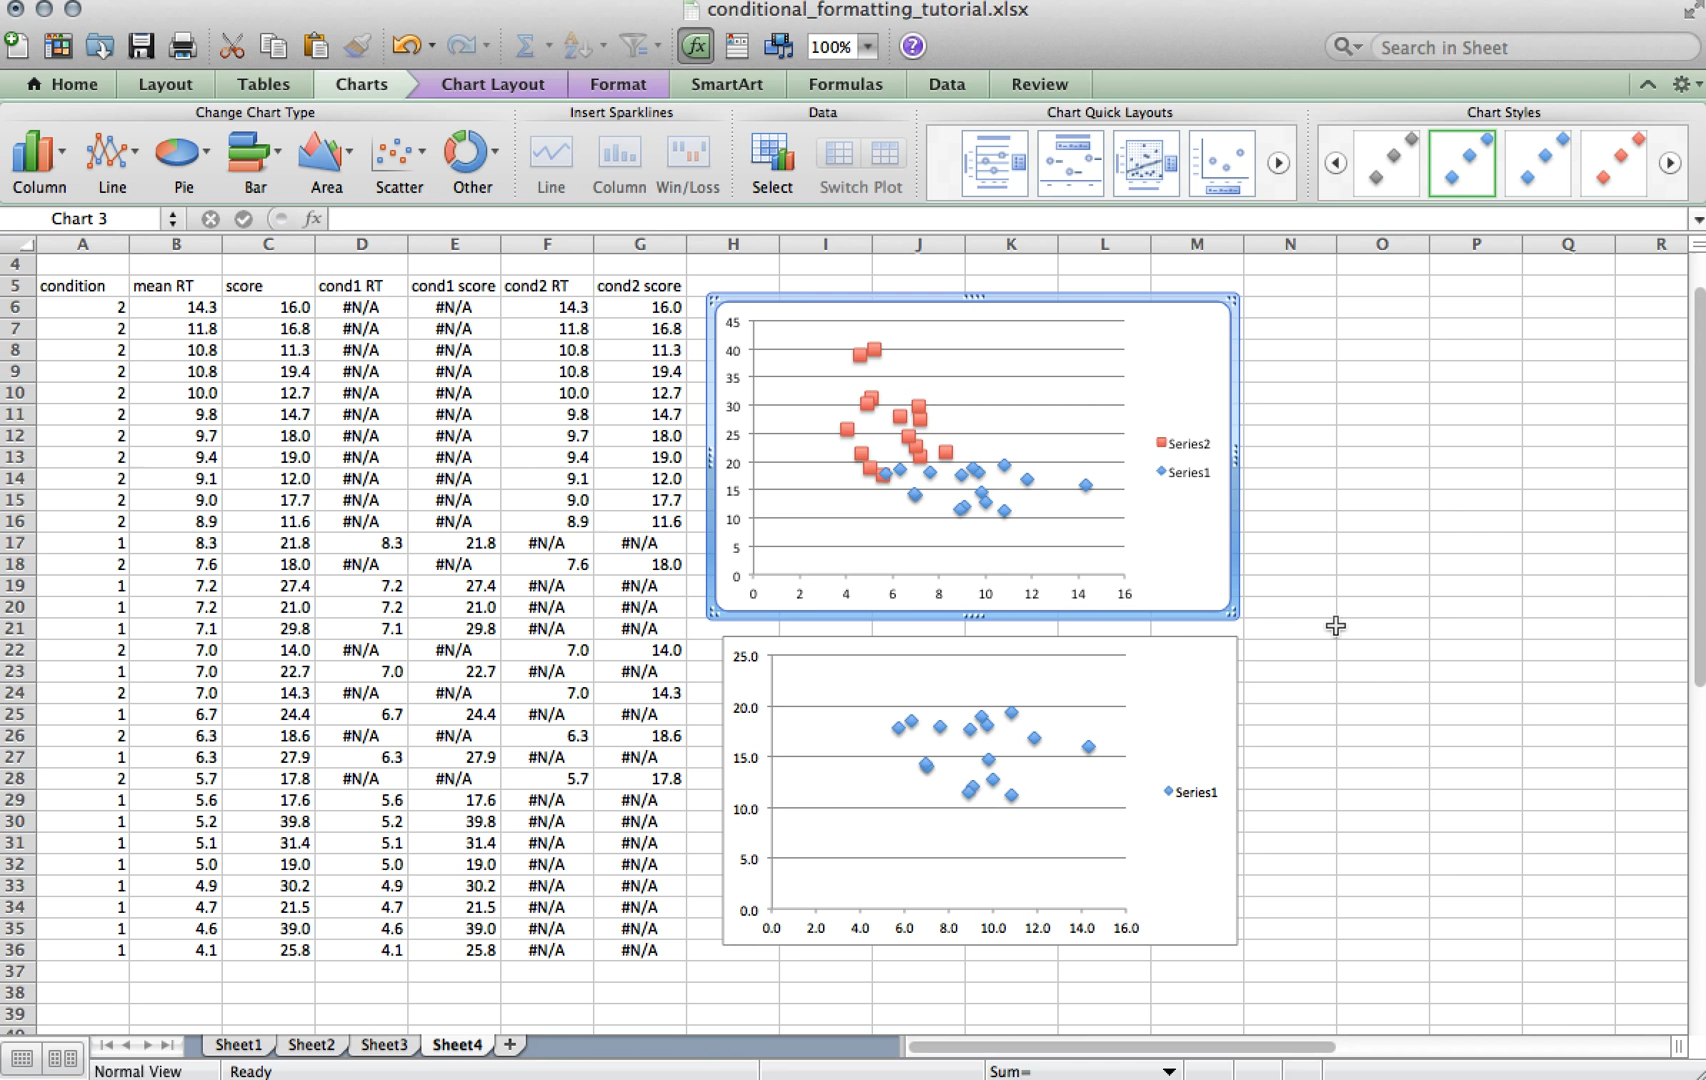 conditional_formatting_tutorial.xlsx
100% Search in Sheet
Home Layout Tables Charts Chart Layout Format SmartArt Formulas Data Review
Change Chart Type Insert Sparklines Data Chart Quick Layouts Chart Styles
Column Line Pie Bar Area Scatter Other Line Column Win/Loss Select Switch Plot
Chart 3 fx
A B C D E F G H I J K L M N O P Q R
4
5 condition mean RT score cond1 RT cond1 score cond2 RT cond2 score
6 2 14.3 16.0 #N/A #N/A 14.3 16.0
7 2 11.8 16.8 #N/A #N/A 11.8 16.8
8 2 10.8 11.3 #N/A #N/A 10.8 11.3
9 2 10.8 19.4 #N/A #N/A 10.8 19.4
10 2 10.0 12.7 #N/A #N/A 10.0 12.7
11 2 9.8 14.7 #N/A #N/A 9.8 14.7
12 2 9.7 18.0 #N/A #N/A 9.7 18.0
13 2 9.4 19.0 #N/A #N/A 9.4 19.0
14 2 9.1 12.0 #N/A #N/A 9.1 12.0
15 2 9.0 17.7 #N/A #N/A 9.0 17.7
16 2 8.9 11.6 #N/A #N/A 8.9 11.6
17 1 8.3 21.8 8.3 21.8 #N/A #N/A
18 2 7.6 18.0 #N/A #N/A 7.6 18.0
19 1 7.2 27.4 7.2 27.4 #N/A #N/A
20 1 7.2 21.0 7.2 21.0 #N/A #N/A
21 1 7.1 29.8 7.1 29.8 #N/A #N/A
22 2 7.0 14.0 #N/A #N/A 7.0 14.0
23 1 7.0 22.7 7.0 22.7 #N/A #N/A
24 2 7.0 14.3 #N/A #N/A 7.0 14.3
25 1 6.7 24.4 6.7 24.4 #N/A #N/A
26 2 6.3 18.6 #N/A #N/A 6.3 18.6
27 1 6.3 27.9 6.3 27.9 #N/A #N/A
28 2 5.7 17.8 #N/A #N/A 5.7 17.8
29 1 5.6 17.6 5.6 17.6 #N/A #N/A
30 1 5.2 39.8 5.2 39.8 #N/A #N/A
31 1 5.1 31.4 5.1 31.4 #N/A #N/A
32 1 5.0 19.0 5.0 19.0 #N/A #N/A
33 1 4.9 30.2 4.9 30.2 #N/A #N/A
34 1 4.7 21.5 4.7 21.5 #N/A #N/A
35 1 4.6 39.0 4.6 39.0 #N/A #N/A
36 1 4.1 25.8 4.1 25.8 #N/A #N/A
37
38
39
45
40
35
30
25
20
15
10
5
0
0 2 4 6 8 10 12 14 16
Series2
Series1
25.0
20.0
15.0
10.0
5.0
0.0
0.0 2.0 4.0 6.0 8.0 10.0 12.0 14.0 16.0
Series1
Sheet1 Sheet2 Sheet3 Sheet4
Normal View Ready Sum=